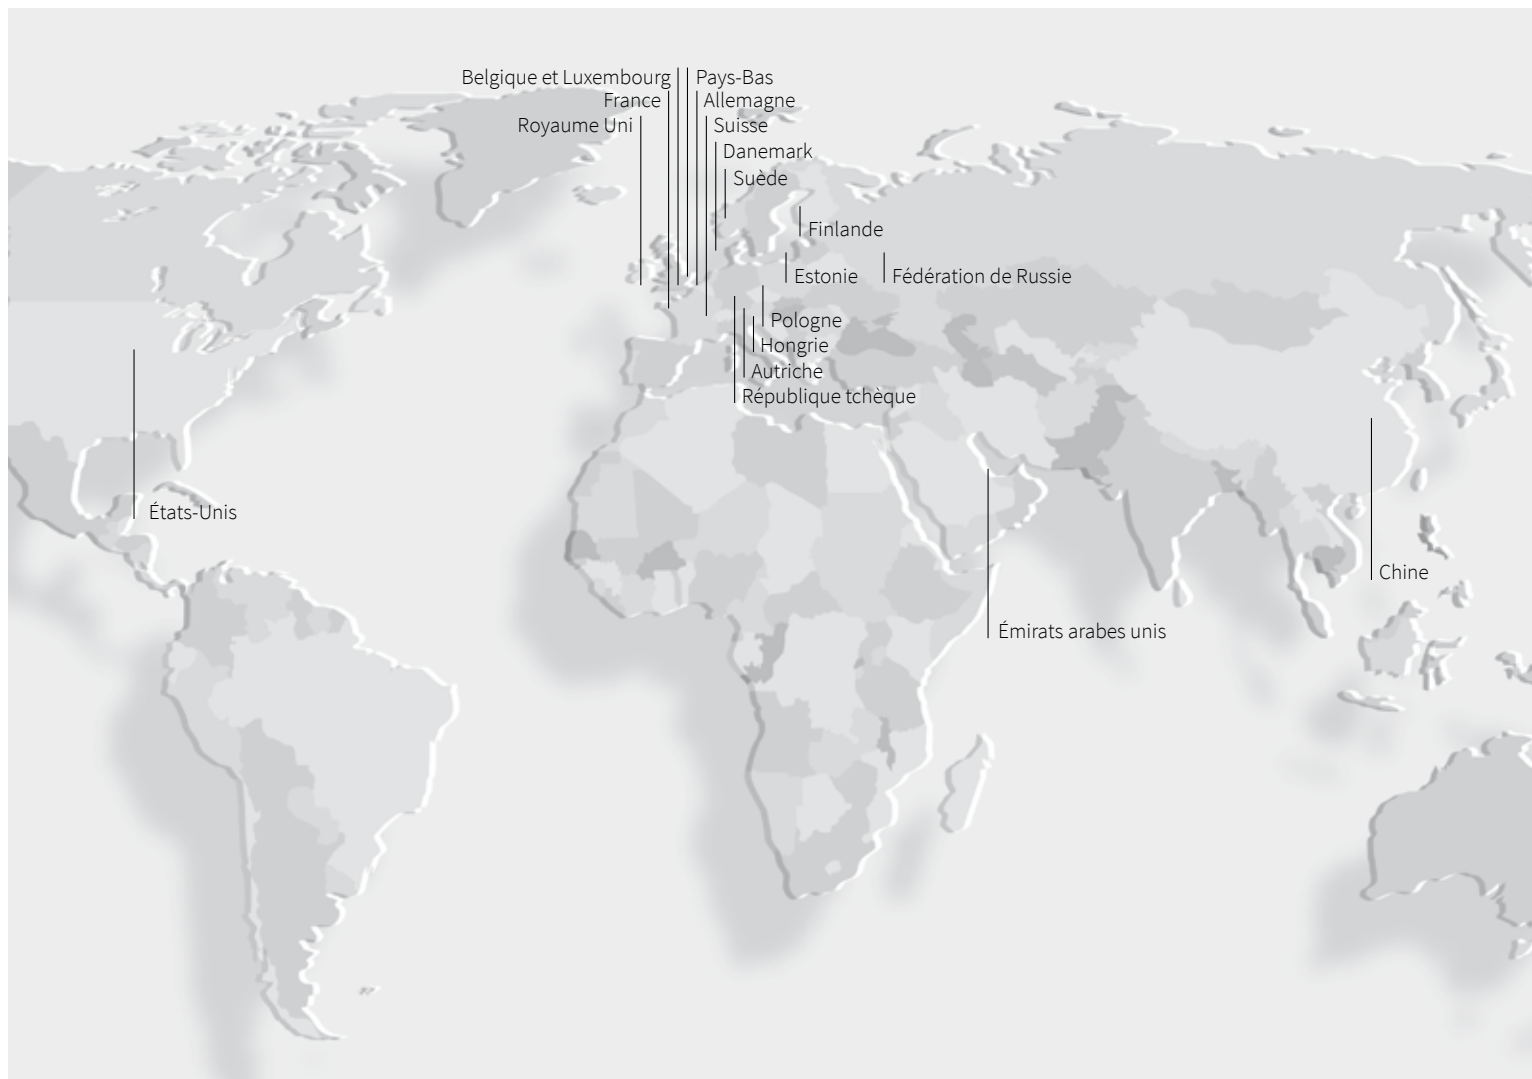 Belgique et Luxembourg
Pays-Bas
France
Allemagne
Royaume Uni
Suisse
Danemark
Suède
Finlande
Estonie
Fédération de Russie
Pologne
Hongrie
Autriche
République tchèque
États-Unis
Chine
Émirats arabes unis